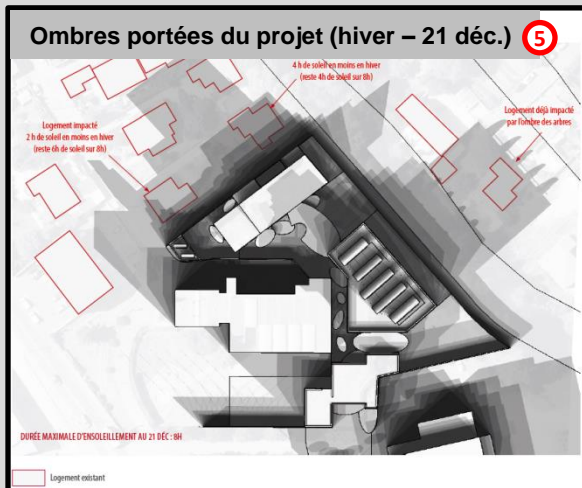 Ombres portées du projet (hiver – 21 déc.) 5
4 h de soleil en moins en hiver
(reste 4h de soleil sur 8h)
Logement impacté
2 h de soleil en moins en hiver
(reste 6h de soleil sur 8h)
Logement déjà impacté
par l'ombre des arbres
DURÉE MAXIMALE D'ENSOLEILLEMENT AU 21 DÉC : 8H
Logement existant